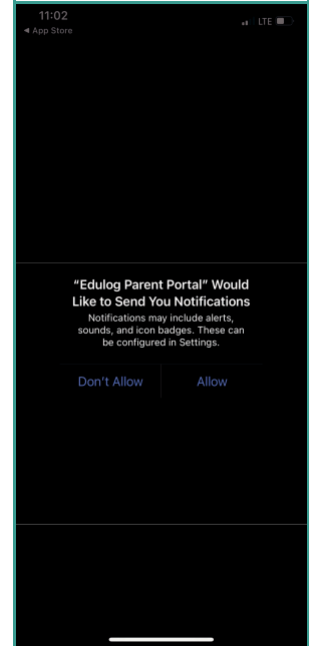 11:02
◀ App Store
LTE
“Edulog Parent Portal” Would
Like to Send You Notifications
Notifications may include alerts,
sounds, and icon badges. These can
be configured in Settings.
Don't Allow
Allow